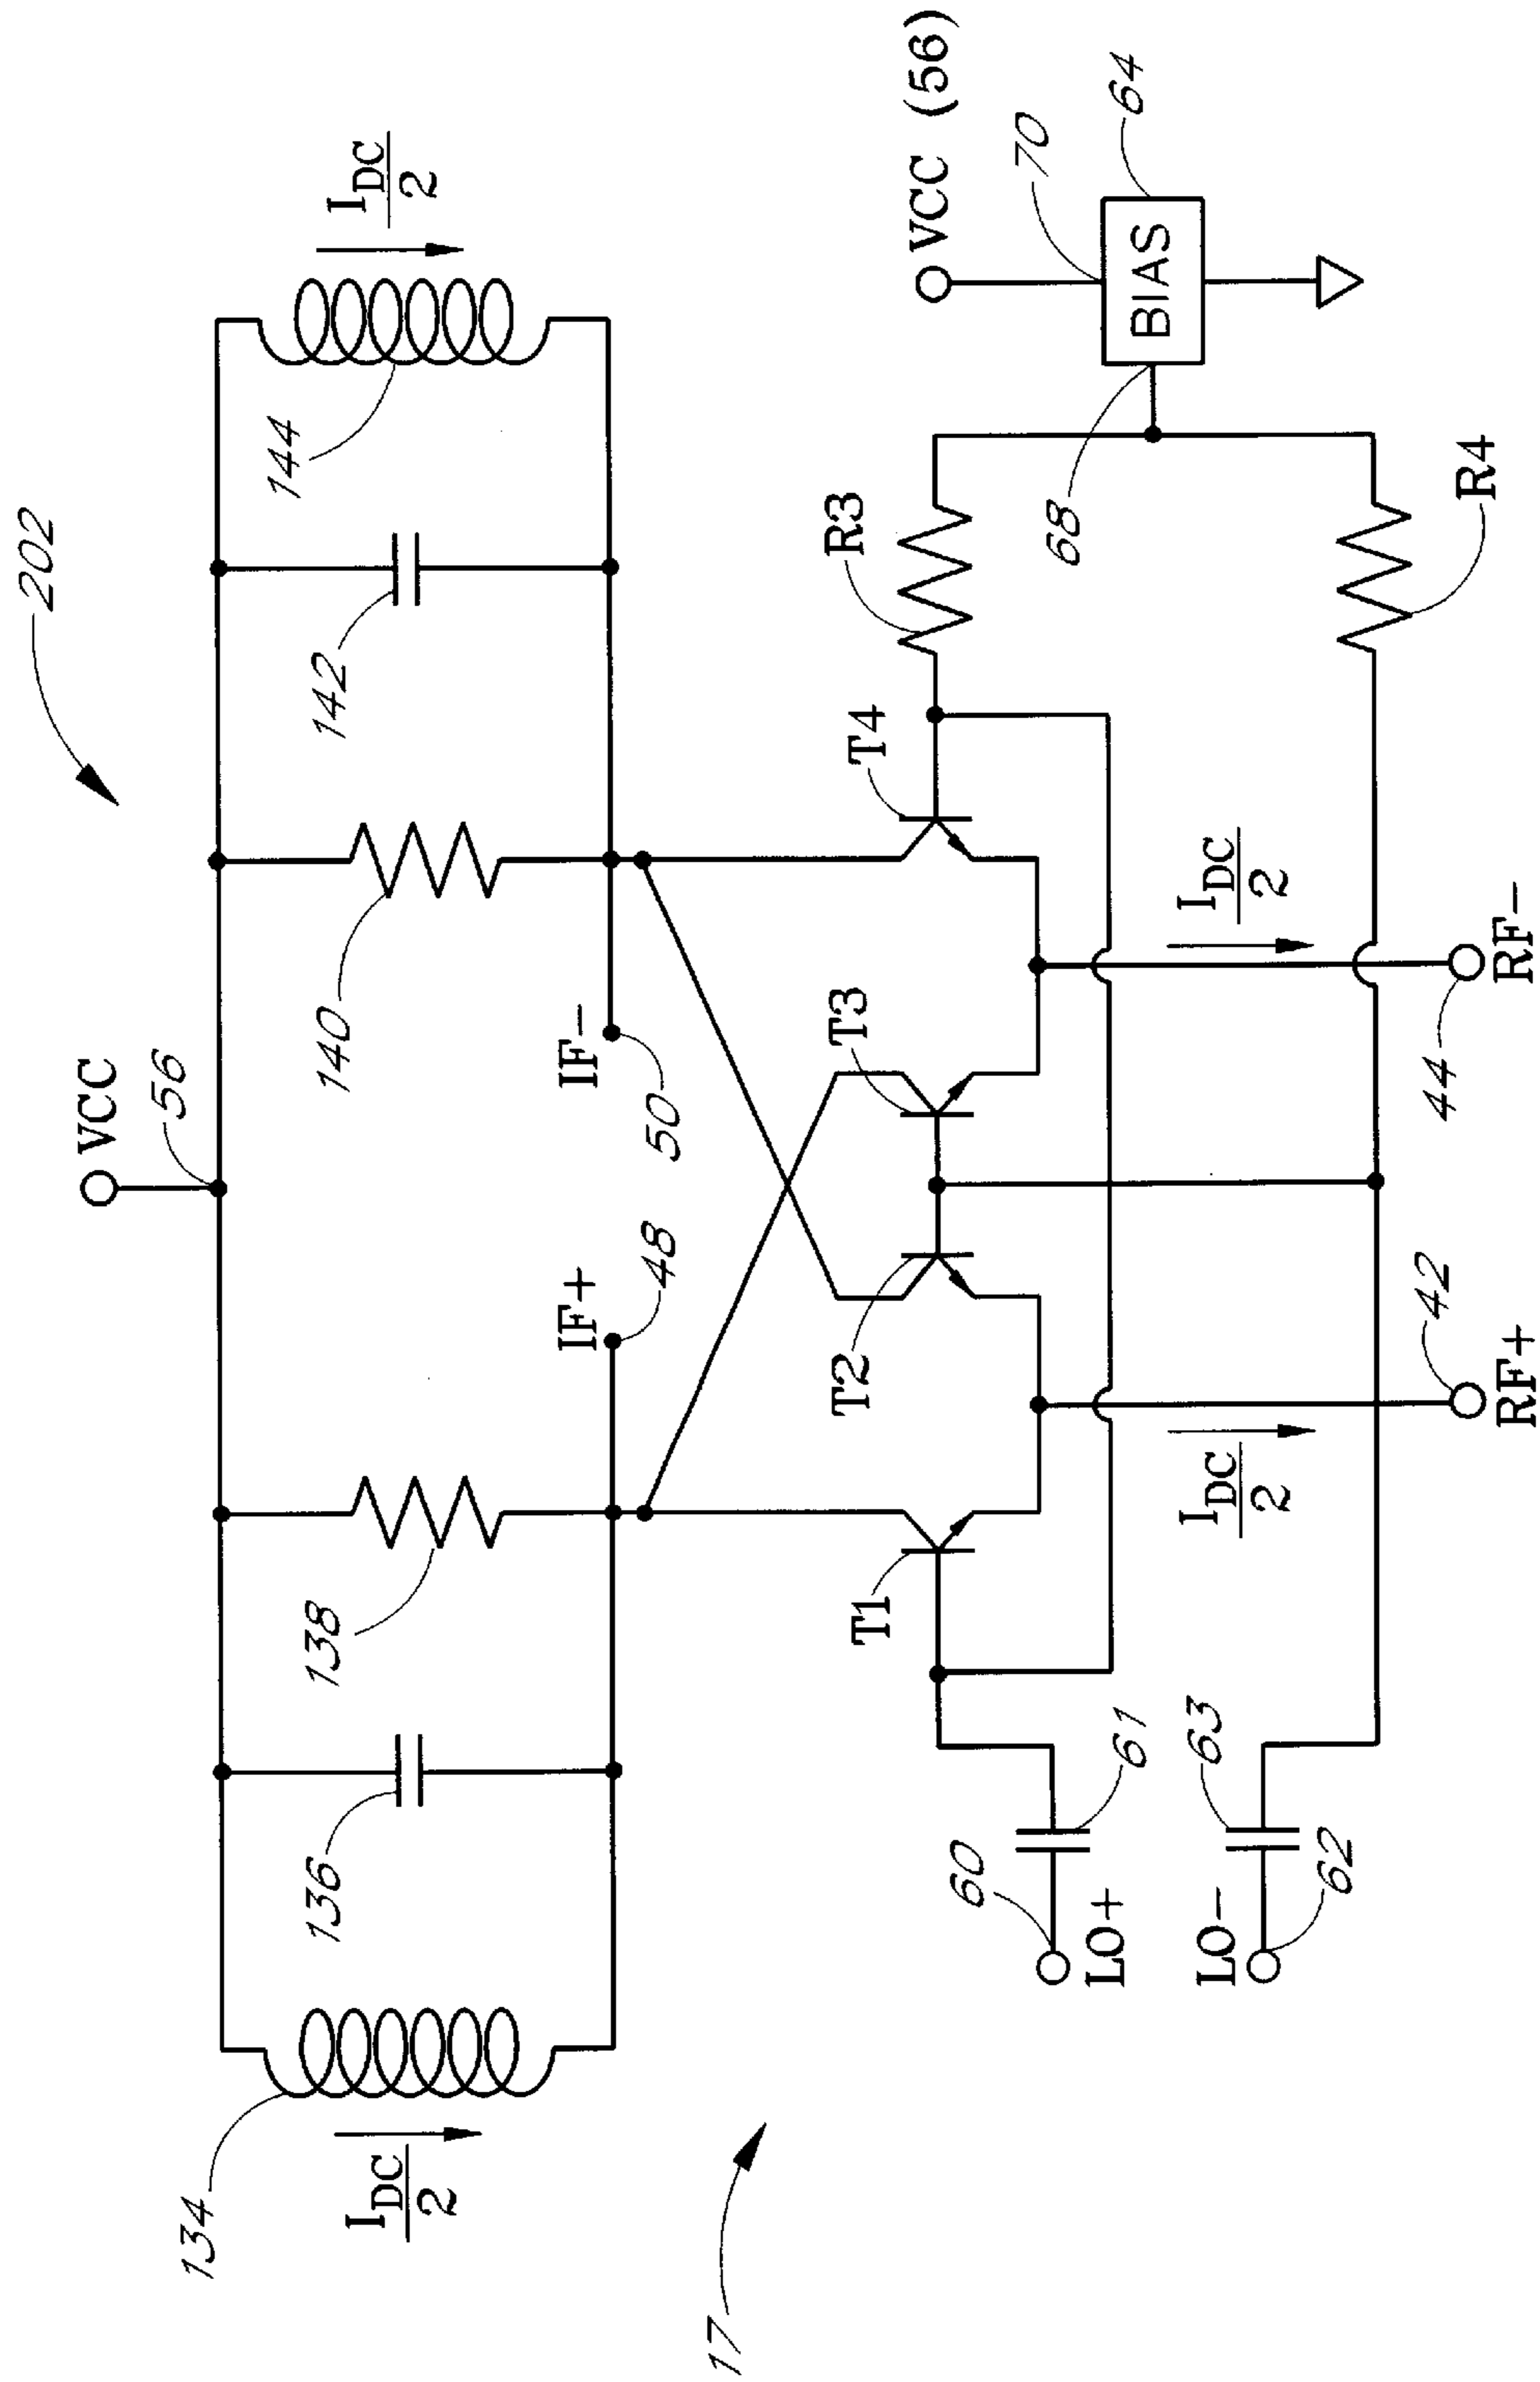 202
VCC
56
134
I_DC/2
136
138
140
142
144
I_DC/2
IF+
48
IF-
50
17
T1
T2
T3
T4
R3
VCC (56)
70
BIAS
64
68
R4
60
LO+
61
LO-
62
63
I_DC/2
RF+
42
I_DC/2
RF-
44